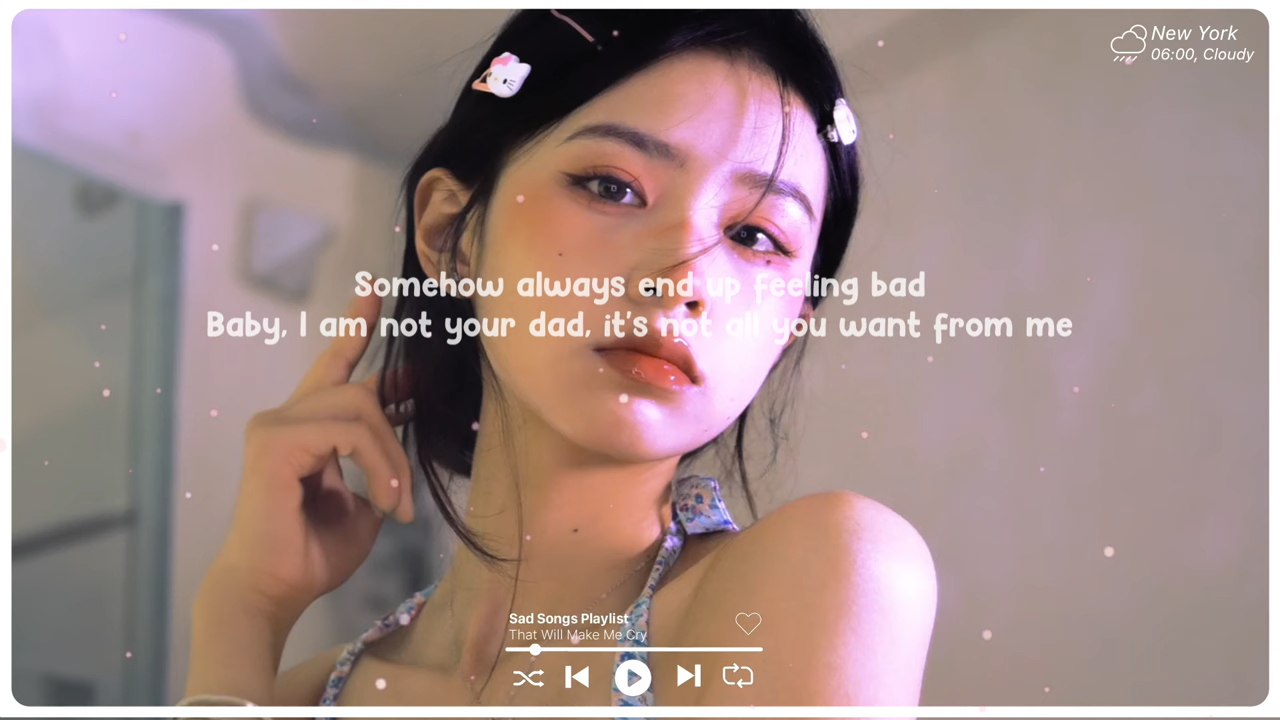 New York
06:00, Cloudy
Somehow always end up feeling bad
Baby, I am not your dad, it's not all you want from me
Sad Songs Playlist
That Will Make Me Cry